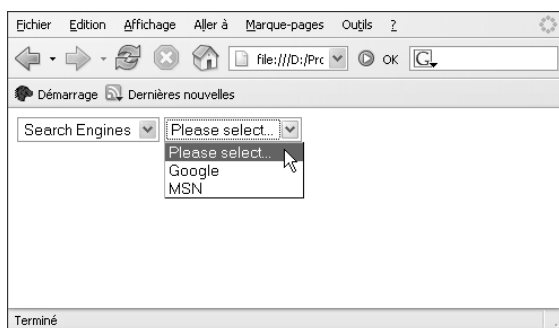 Fichier Edition Affichage Aller à Marque-pages Outils ?
file:///D:/Prc OK G
Démarrage Dernières nouvelles
Search Engines Please select...
Please select...
Google
MSN
Terminé